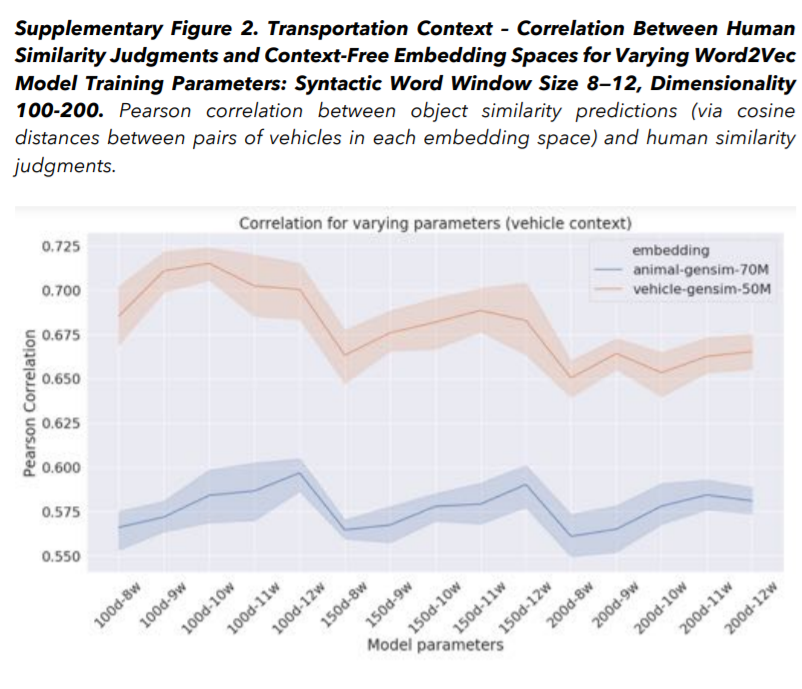 Supplementary Figure 2. Transportation Context – Correlation Between Human
Similarity Judgments and Context-Free Embedding Spaces for Varying Word2Vec
Model Training Parameters: Syntactic Word Window Size 8–12, Dimensionality
100-200. Pearson correlation between object similarity predictions (via cosine
distances between pairs of vehicles in each embedding space) and human similarity
judgments.
Correlation for varying parameters (vehicle context)
embedding
animal-gensim-70M
vehicle-gensim-50M
Pearson Correlation
0.725
0.700
0.675
0.650
0.625
0.600
0.575
0.550
100d-8w
100d-9w
100d-10w
100d-11w
100d-12w
150d-8w
150d-9w
150d-10w
150d-11w
150d-12w
200d-8w
200d-9w
200d-10w
200d-11w
200d-12w
Model parameters